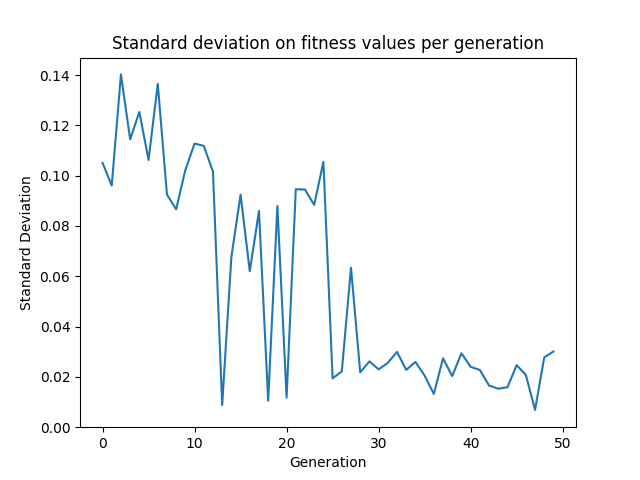 Standard deviation on fitness values per generation
0.14
0.12
0.10
0.08
0.06
0.04
0.02
0.00
Standard Deviation
0 10 20 30 40 50
Generation